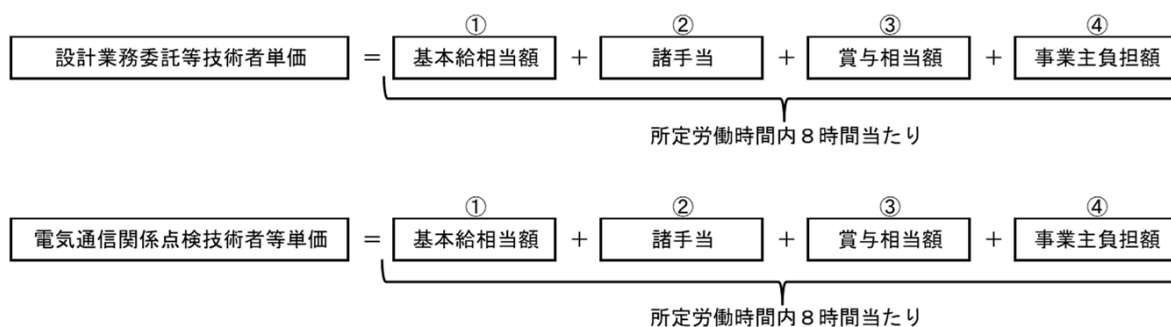 ① ② ③ ④
設計業務委託等技術者単価 = 基本給相当額 + 諸手当 + 賞与相当額 + 事業主負担額
所定労働時間内8時間当たり
① ② ③ ④
電気通信関係点検技術者等単価 = 基本給相当額 + 諸手当 + 賞与相当額 + 事業主負担額
所定労働時間内8時間当たり